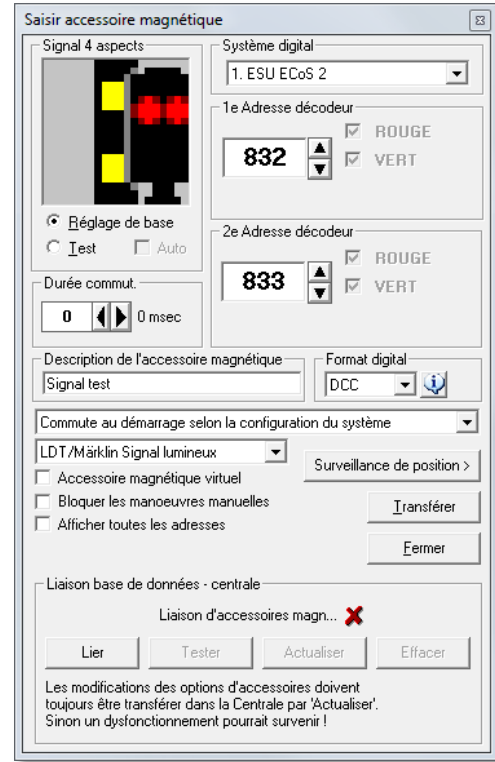 Saisir accessoire magnétique
Signal 4 aspects
Réglage de base
Test
Auto
Système digital
1. ESU ECoS 2
1e Adresse décodeur
832
ROUGE
VERT
2e Adresse décodeur
833
ROUGE
VERT
Durée commut.
0
0 msec
Description de l'accessoire magnétique
Signal test
Format digital
DCC
Commute au démarrage selon la configuration du système
LDT/Märklin Signal lumineux
Accessoire magnétique virtuel
Bloquer les manoeuvres manuelles
Afficher toutes les adresses
Surveillance de position >
Transférer
Fermer
Liaison base de données - centrale
Liaison d'accessoires magn...
Lier
Tester
Actualiser
Effacer
Les modifications des options d'accessoires doivent
toujours être transférer dans la Centrale par 'Actualiser'.
Sinon un dysfonctionnement pourrait survenir !